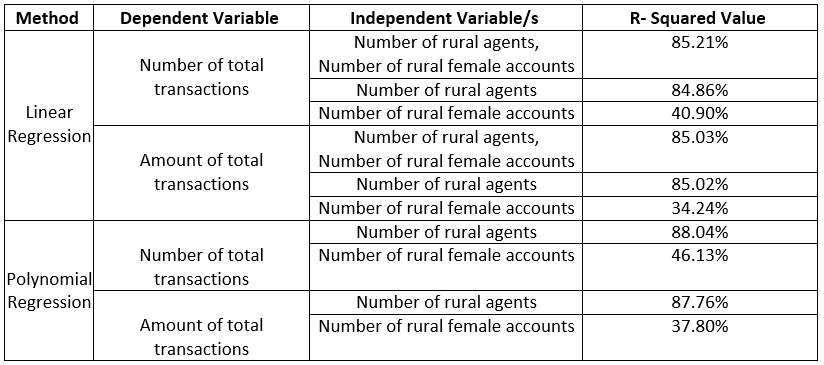 Method Dependent Variable Independent Variable/s R- Squared Value
Linear
Regression
Number of total
transactions
Number of rural agents,
Number of rural female accounts
85.21%
Number of rural agents 84.86%
Number of rural female accounts 40.90%
Amount of total
transactions
Number of rural agents,
Number of rural female accounts
85.03%
Number of rural agents 85.02%
Number of rural female accounts 34.24%
Polynomial
Regression
Number of total
transactions
Number of rural agents 88.04%
Number of rural female accounts 46.13%
Amount of total
transactions
Number of rural agents 87.76%
Number of rural female accounts 37.80%